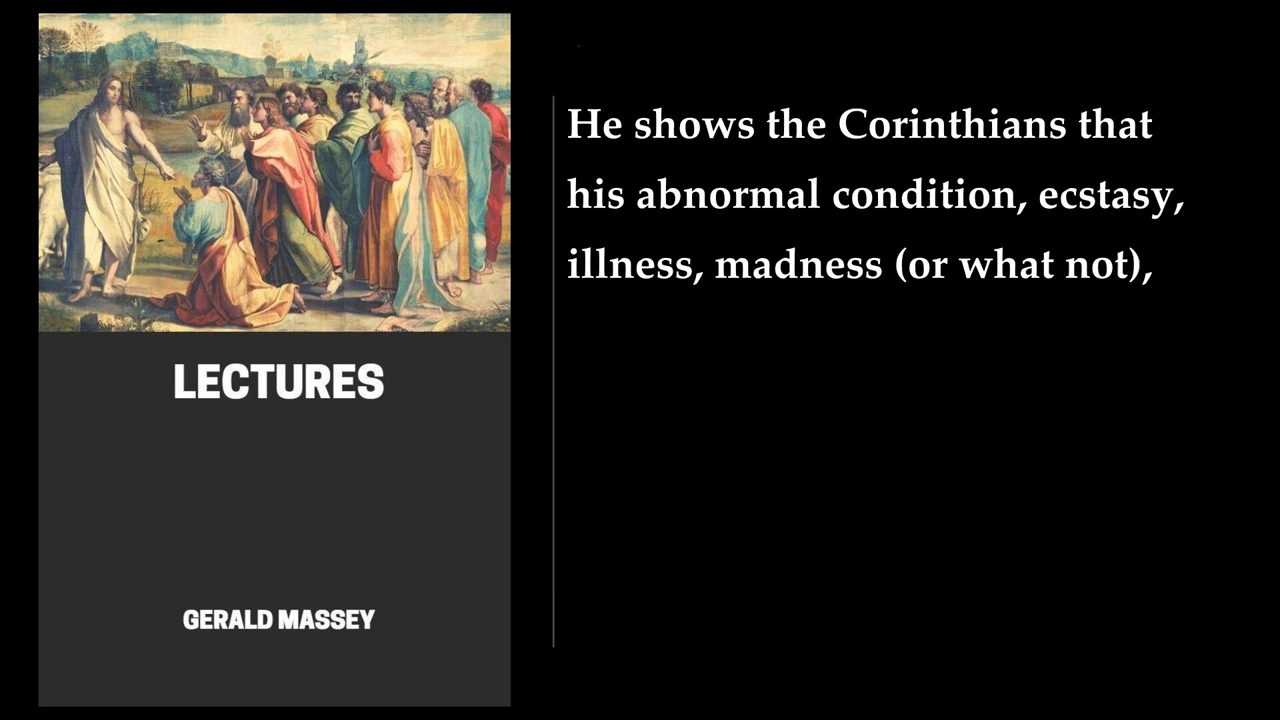 LECTURES
GERALD MASSEY
He shows the Corinthians that
his abnormal condition, ecstasy,
illness, madness (or what not),